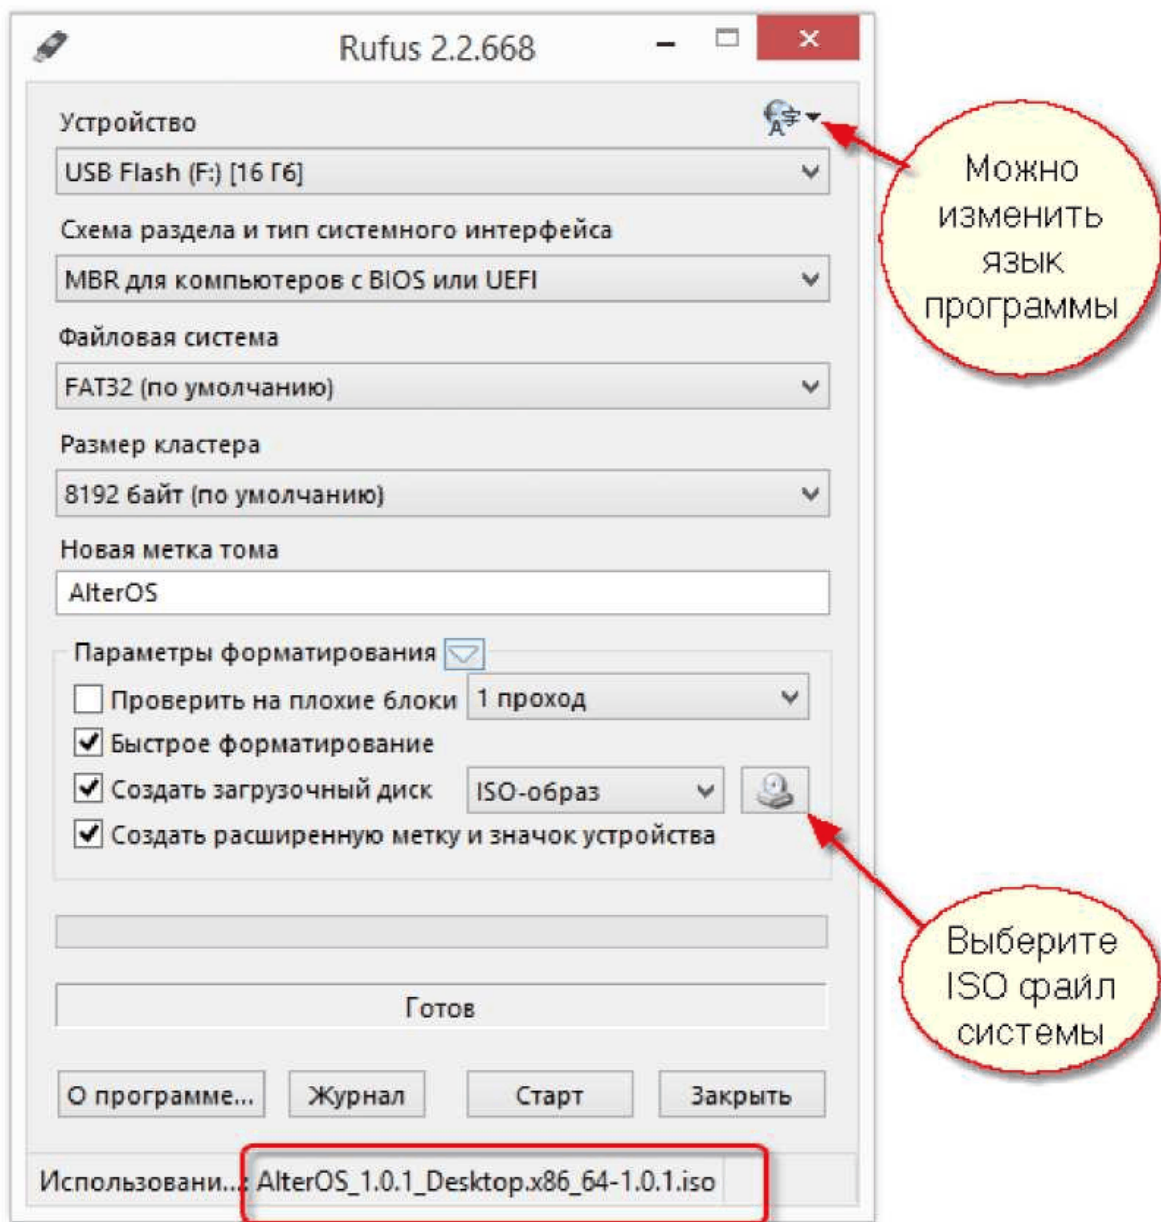 Rufus 2.2.668
Устройство
USB Flash (F:) [16 Гб]
Схема раздела и тип системного интерфейса
MBR для компьютеров с BIOS или UEFI
Файловая система
FAT32 (по умолчанию)
Размер кластера
8192 байт (по умолчанию)
Новая метка тома
AlterOS
Параметры форматирования
Проверить на плохие блоки 1 проход
Быстрое форматирование
Создать загрузочный диск ISO-образ
Создать расширенную метку и значок устройства
Готов
О программе... Журнал Старт Закрыть
Использовани...: AlterOS_1.0.1_Desktop.x86_64-1.0.1.iso
Можно
изменить
язык
программы
Выберите
ISO файл
системы